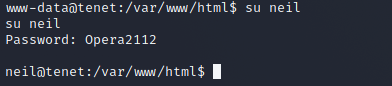 www-data@tenet:/var/www/html$ su neil
su neil
Password: Opera2112
neil@tenet:/var/www/html$